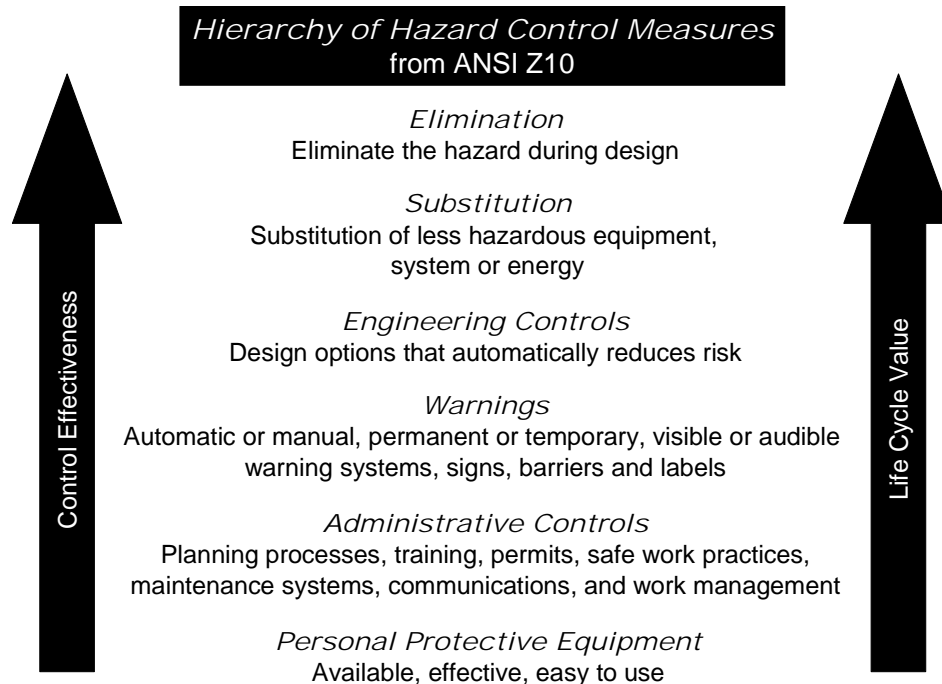 Hierarchy of Hazard Control Measures
from ANSI Z10
Elimination
Eliminate the hazard during design
Substitution
Substitution of less hazardous equipment,
system or energy
Engineering Controls
Design options that automatically reduces risk
Warnings
Automatic or manual, permanent or temporary, visible or audible
warning systems, signs, barriers and labels
Administrative Controls
Planning processes, training, permits, safe work practices,
maintenance systems, communications, and work management
Personal Protective Equipment
Available, effective, easy to use
Control Effectiveness
Life Cycle Value